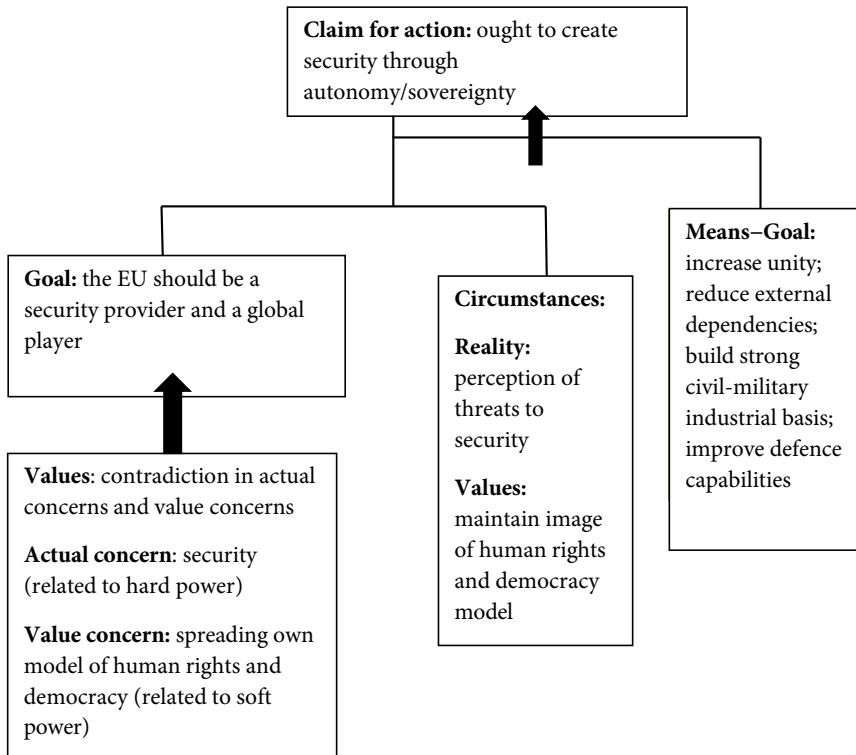 Claim for action: ought to create
security through
autonomy/sovereignty
Goal: the EU should be a
security provider and a global
player
Values: contradiction in actual
concerns and value concerns
Actual concern: security
(related to hard power)
Value concern: spreading own
model of human rights and
democracy (related to soft
power)
Circumstances:
Reality:
perception of
threats to
security
Values:
maintain image
of human rights
and democracy
model
Means–Goal:
increase unity;
reduce external
dependencies;
build strong
civil-military
industrial basis;
improve defence
capabilities